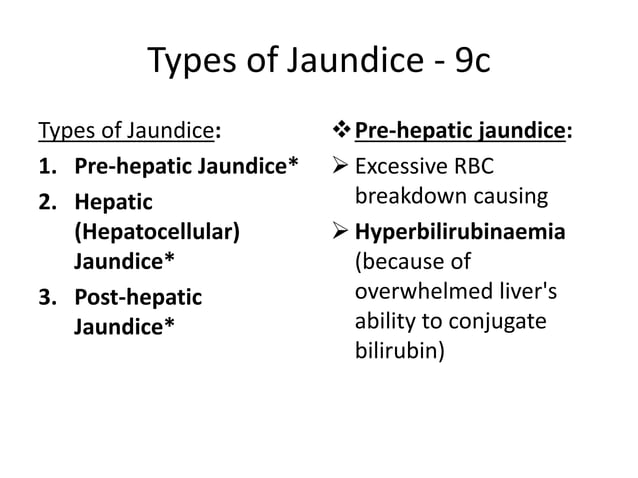 Types of Jaundice - 9c
Types of Jaundice:
1. Pre-hepatic Jaundice*
2. Hepatic
(Hepatocellular)
Jaundice*
3. Post-hepatic
Jaundice*
❖Pre-hepatic jaundice:
➢ Excessive RBC
breakdown causing
➢ Hyperbilirubinaemia
(because of
overwhelmed liver's
ability to conjugate
bilirubin)